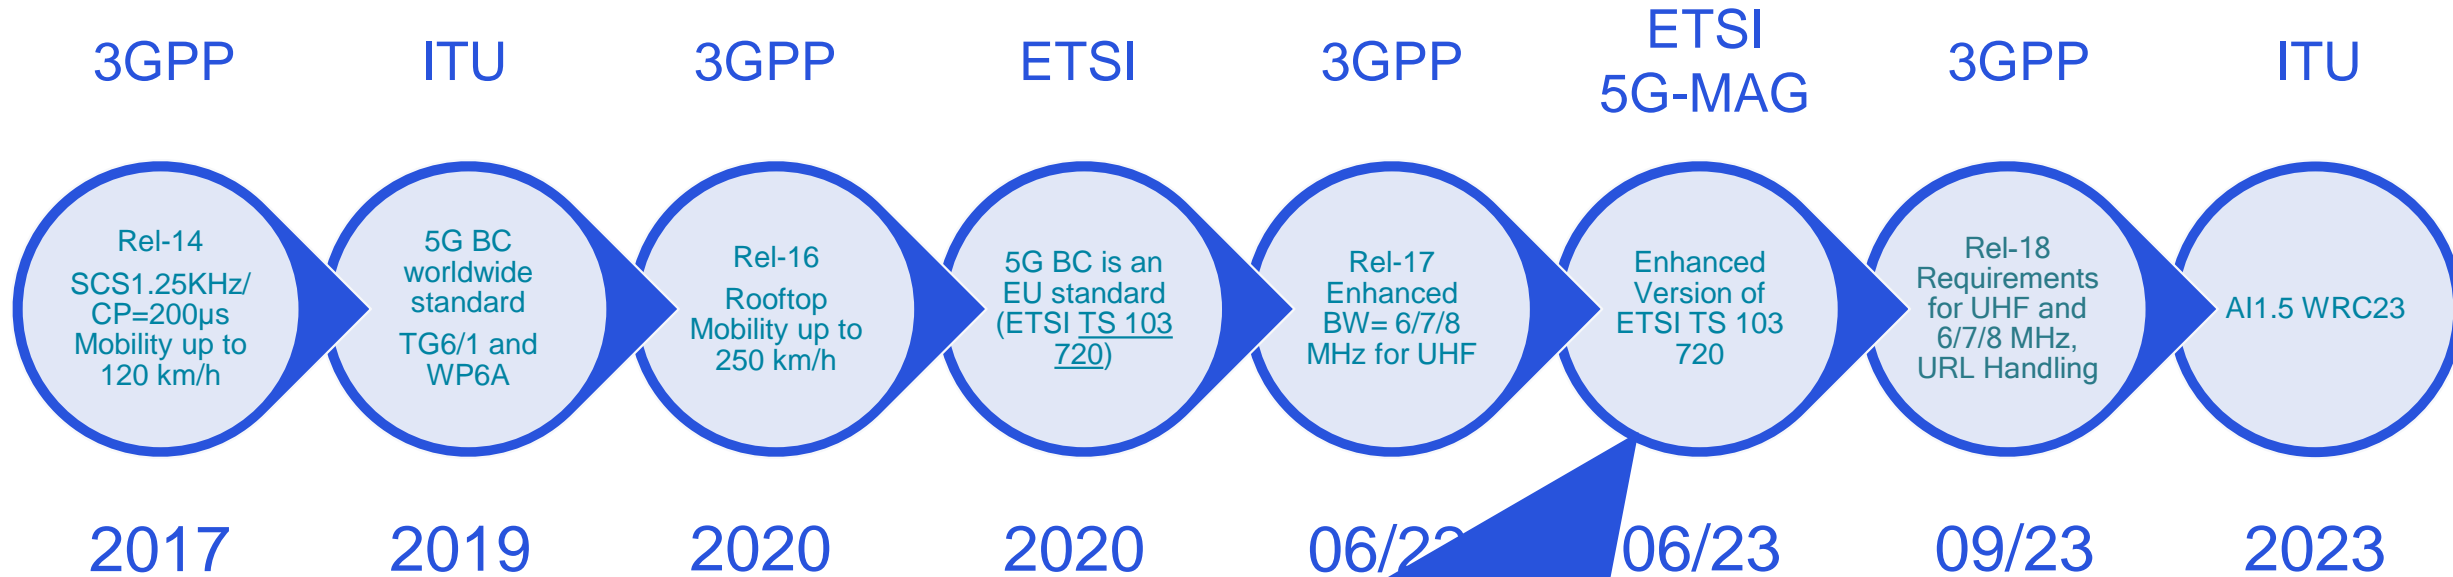 3GPP
ITU
3GPP
ETSI
3GPP
ETSI
5G-MAG
3GPP
ITU
Rel-14
SCS1.25KHz/
CP=200µs
Mobility up to
120 km/h
5G BC
worldwide
standard
TG6/1 and
WP6A
Rel-16
Rooftop
Mobility up to
250 km/h
5G BC is an
EU standard
(ETSI TS 103
720)
Rel-17
Enhanced
BW= 6/7/8
MHz for UHF
Enhanced
Version of
ETSI TS 103
720
Rel-18
Requirements
for UHF and
6/7/8 MHz,
URL Handling
AI1.5 WRC23
2017
2019
2020
2020
06/22
06/23
09/23
2023